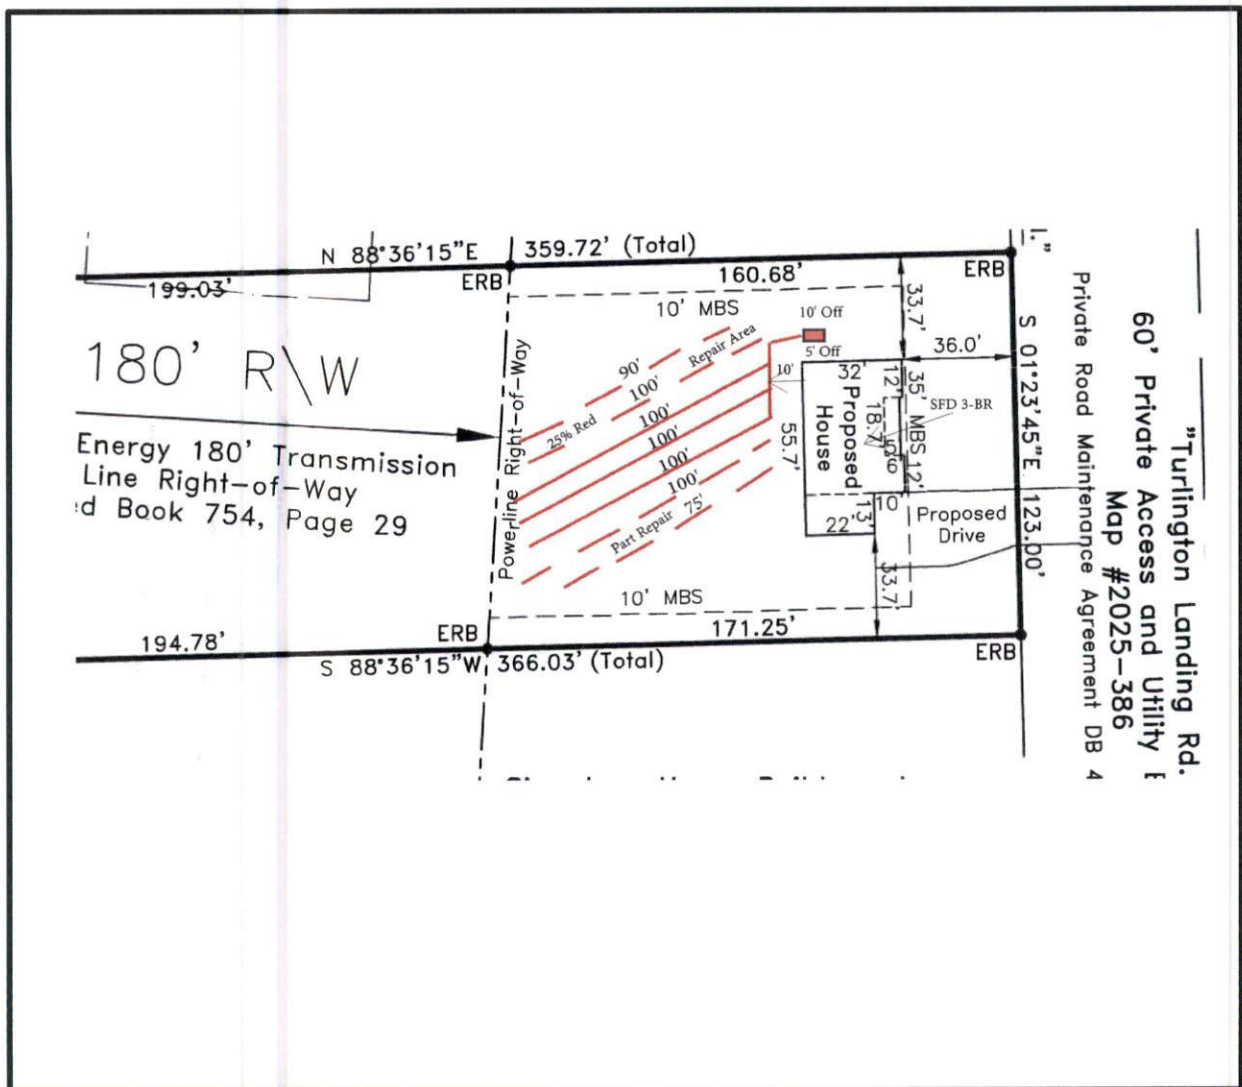 N 88°36'15"E
359.72' (Total)
ERB
ERB
199.03'
160.68'
10' MBS
33.7'
10' Off
5' Off
36.0'
180' R\W
Energy 180' Transmission
Line Right-of-Way
Book 754, Page 29
Powerline Right-of-Way
90'
Repair Area
100'
25% Red
100'
100'
100'
100'
Part Repair 75'
10'
32'
12'
Proposed
House
55.7'
18.7'
35' MBS
12'
SFD 3-BR
10'
13'
22'
Proposed
Drive
33.7'
10' MBS
194.78'
ERB
171.25'
ERB
S 88°36'15"W
366.03' (Total)
S 01°23'45"E
123.00'
Private Road Maintenance Agreement DB 4
"Turlington Landing Rd.
60' Private Access and Utility
Map #2025-386